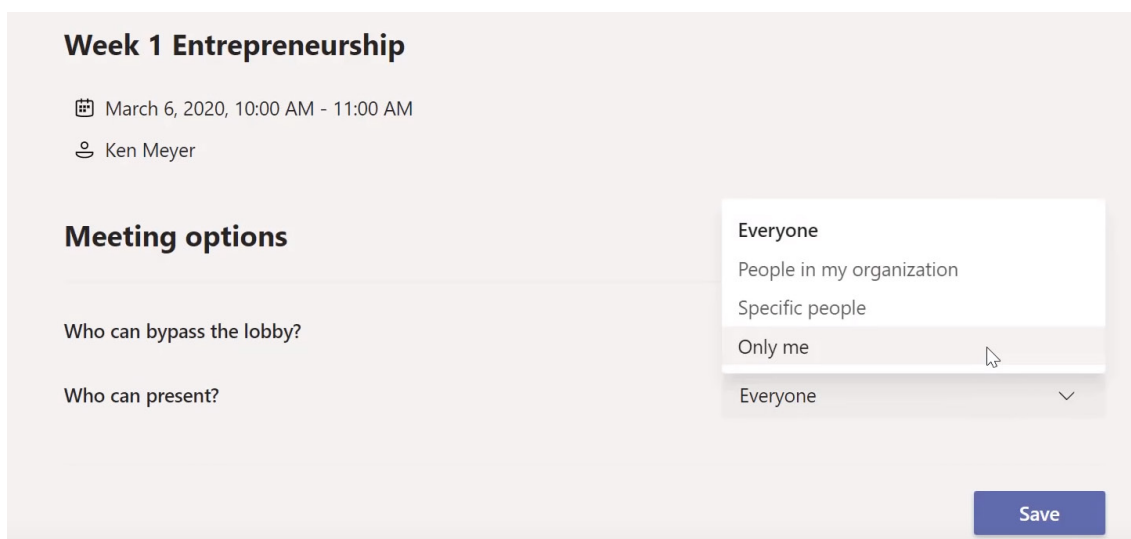 Week 1 Entrepreneurship
March 6, 2020, 10:00 AM - 11:00 AM
Ken Meyer
Meeting options
Everyone
People in my organization
Specific people
Only me
Who can bypass the lobby?
Who can present?
Everyone
Save